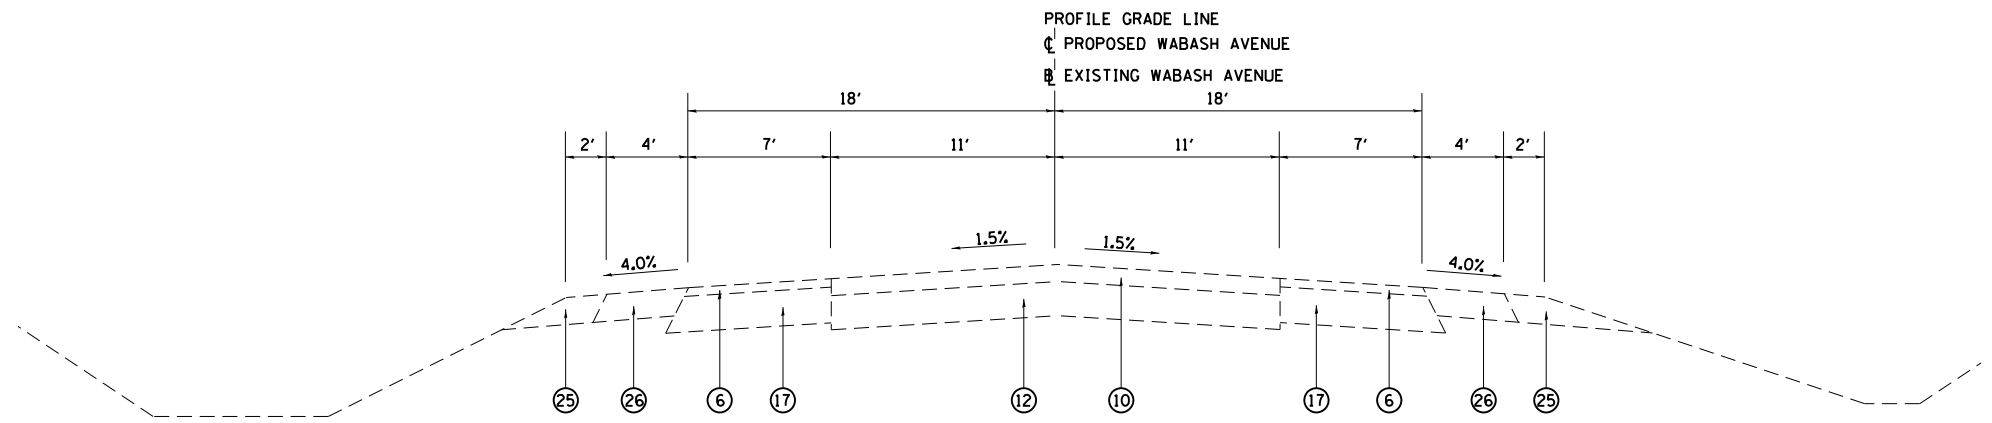 PROFILE GRADE LINE
℄ PROPOSED WABASH AVENUE
B̲L EXISTING WABASH AVENUE
18' 18'
2' 4' 7' 11' 11' 7' 4' 2'
4.0% 1.5% 1.5% 4.0%
25 26 6 17 12 10 17 6 26 25